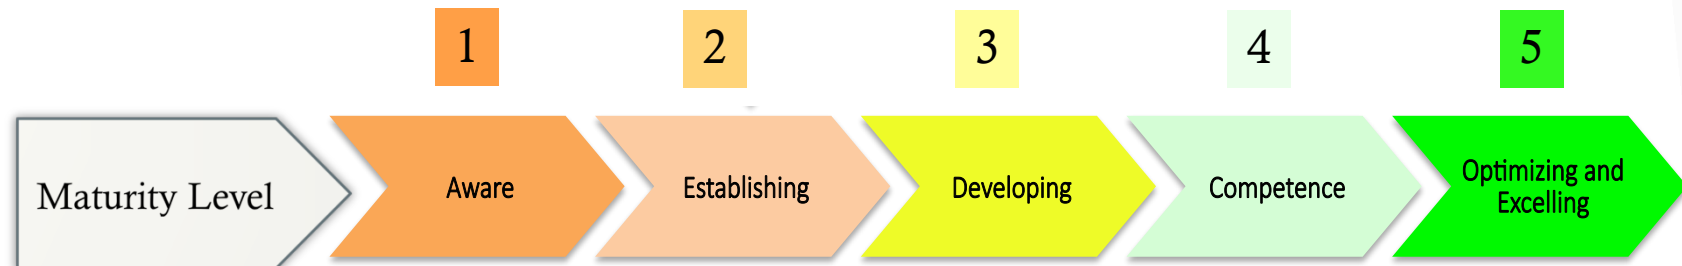 1
2
3
4
5
Maturity Level
Aware
Establishing
Developing
Competence
Optimizing and
Excelling